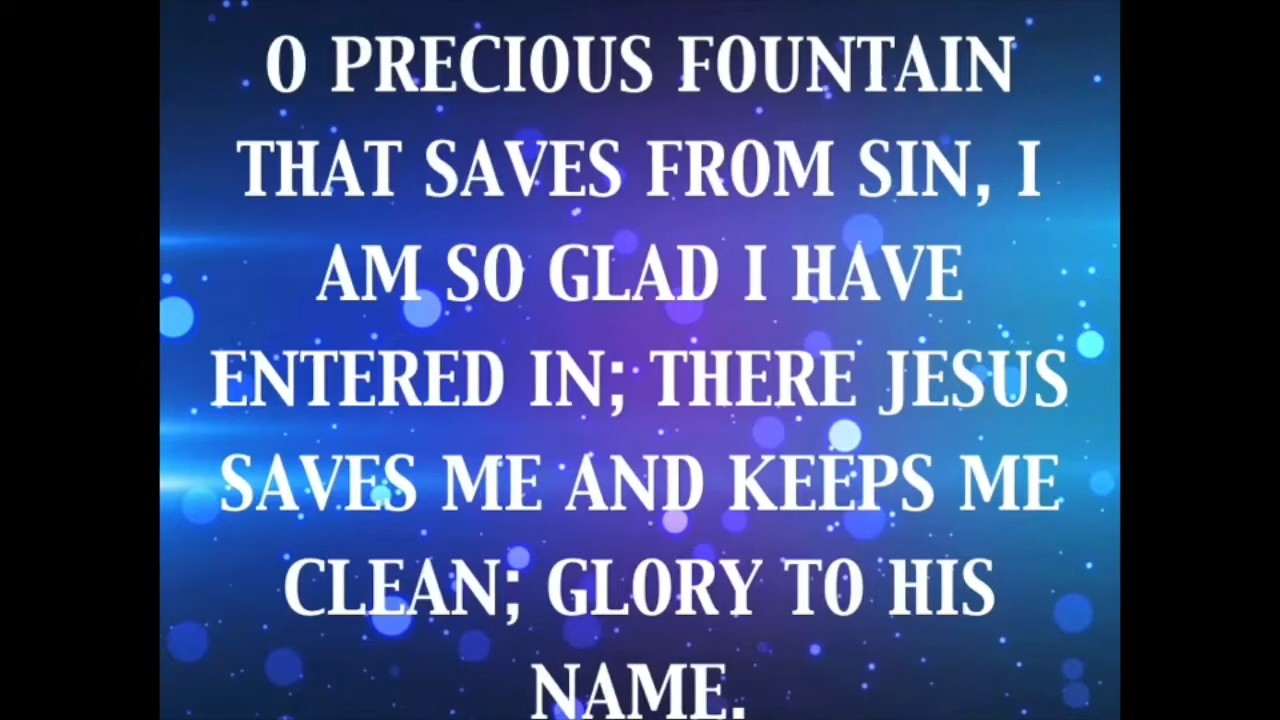 O PRECIOUS FOUNTAIN
THAT SAVES FROM SIN, I
AM SO GLAD I HAVE
ENTERED IN; THERE JESUS
SAVES ME AND KEEPS ME
CLEAN; GLORY TO HIS
NAME.